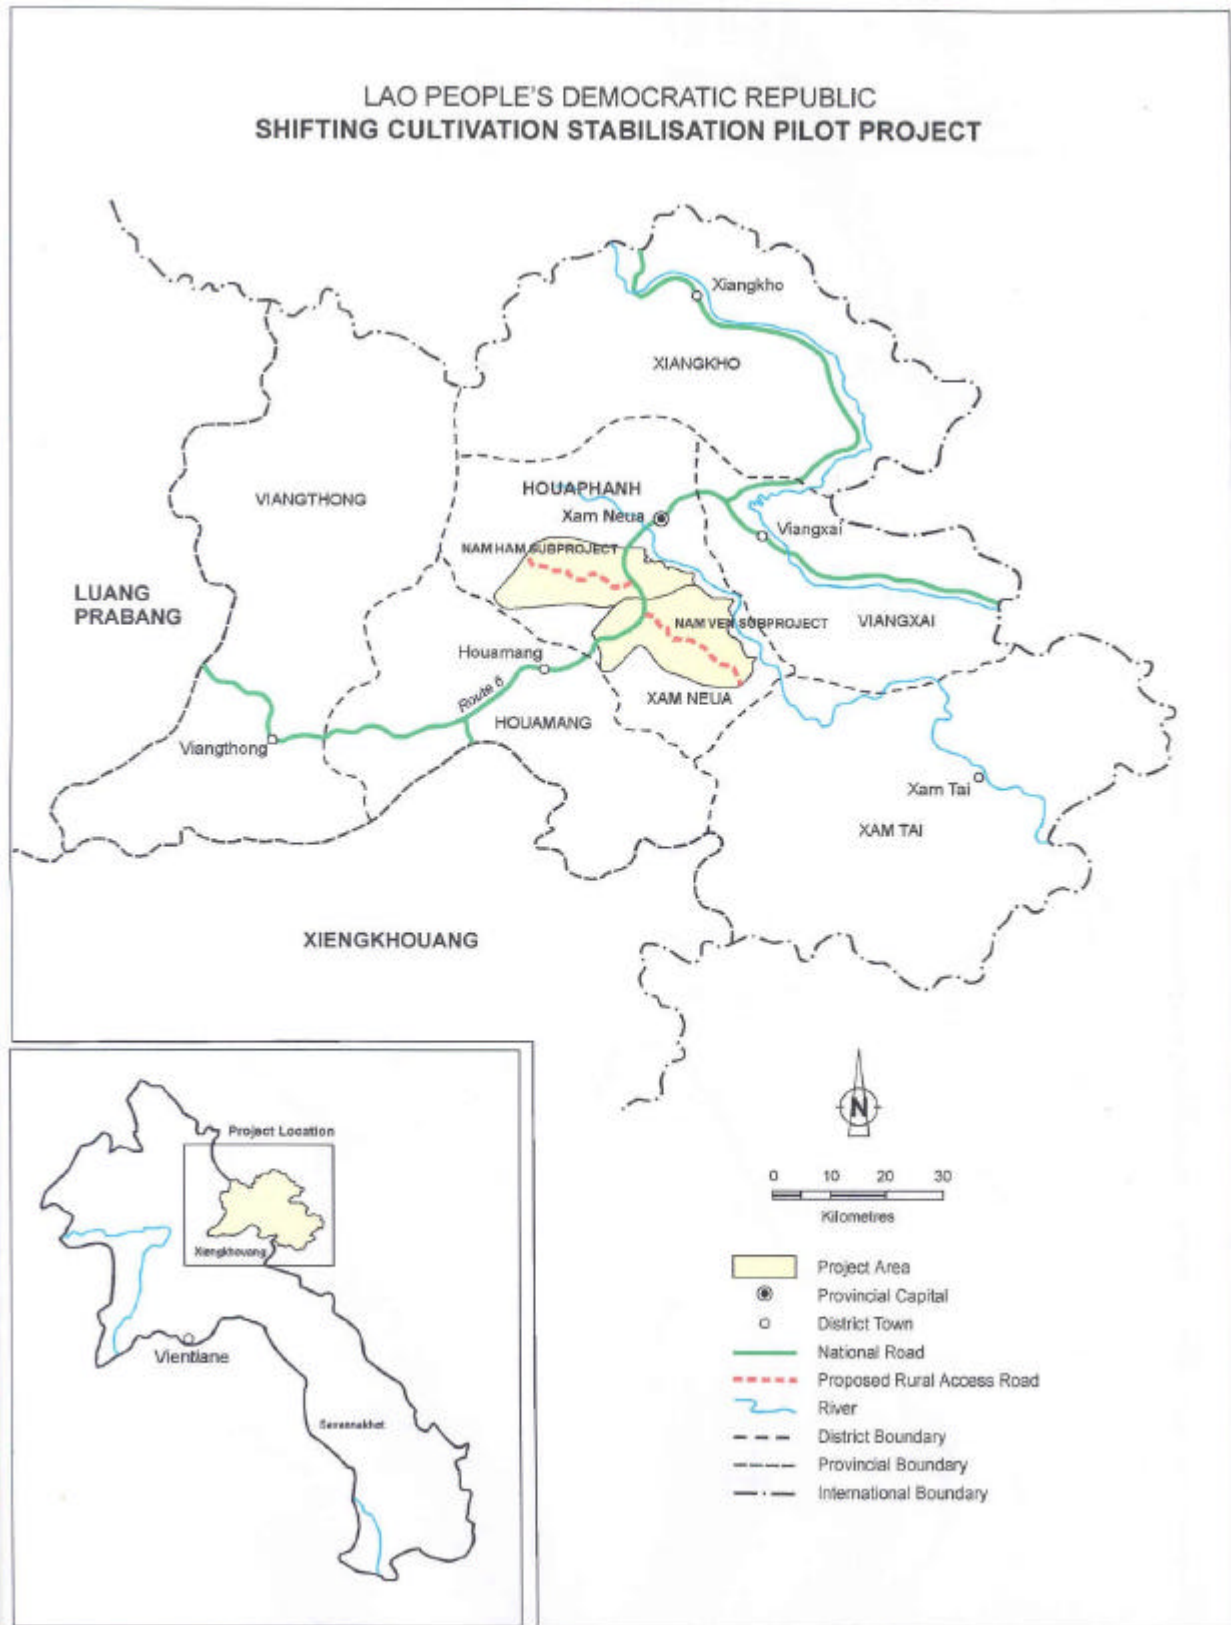 LAO PEOPLE'S DEMOCRATIC REPUBLIC
SHIFTING CULTIVATION STABILISATION PILOT PROJECT
Xiangkho
XIANGKHO
VIANGTHONG
HOUAPHANH
Xam Neua
Viangxai
NAM HAM SUBPROJECT
LUANG
PRABANG
NAM VEN SUBPROJECT
VIANGXAI
Houamang
Route 6
XAM NEUA
HOUAMANG
Viangthong
Xam Tai
XAM TAI
XIENGKHOUANG
N
0 10 20 30
Kilometres
Project Location
Xiengkhouang
Vientiane
Savannakhet
Project Area
Provincial Capital
District Town
National Road
Proposed Rural Access Road
River
District Boundary
Provincial Boundary
International Boundary